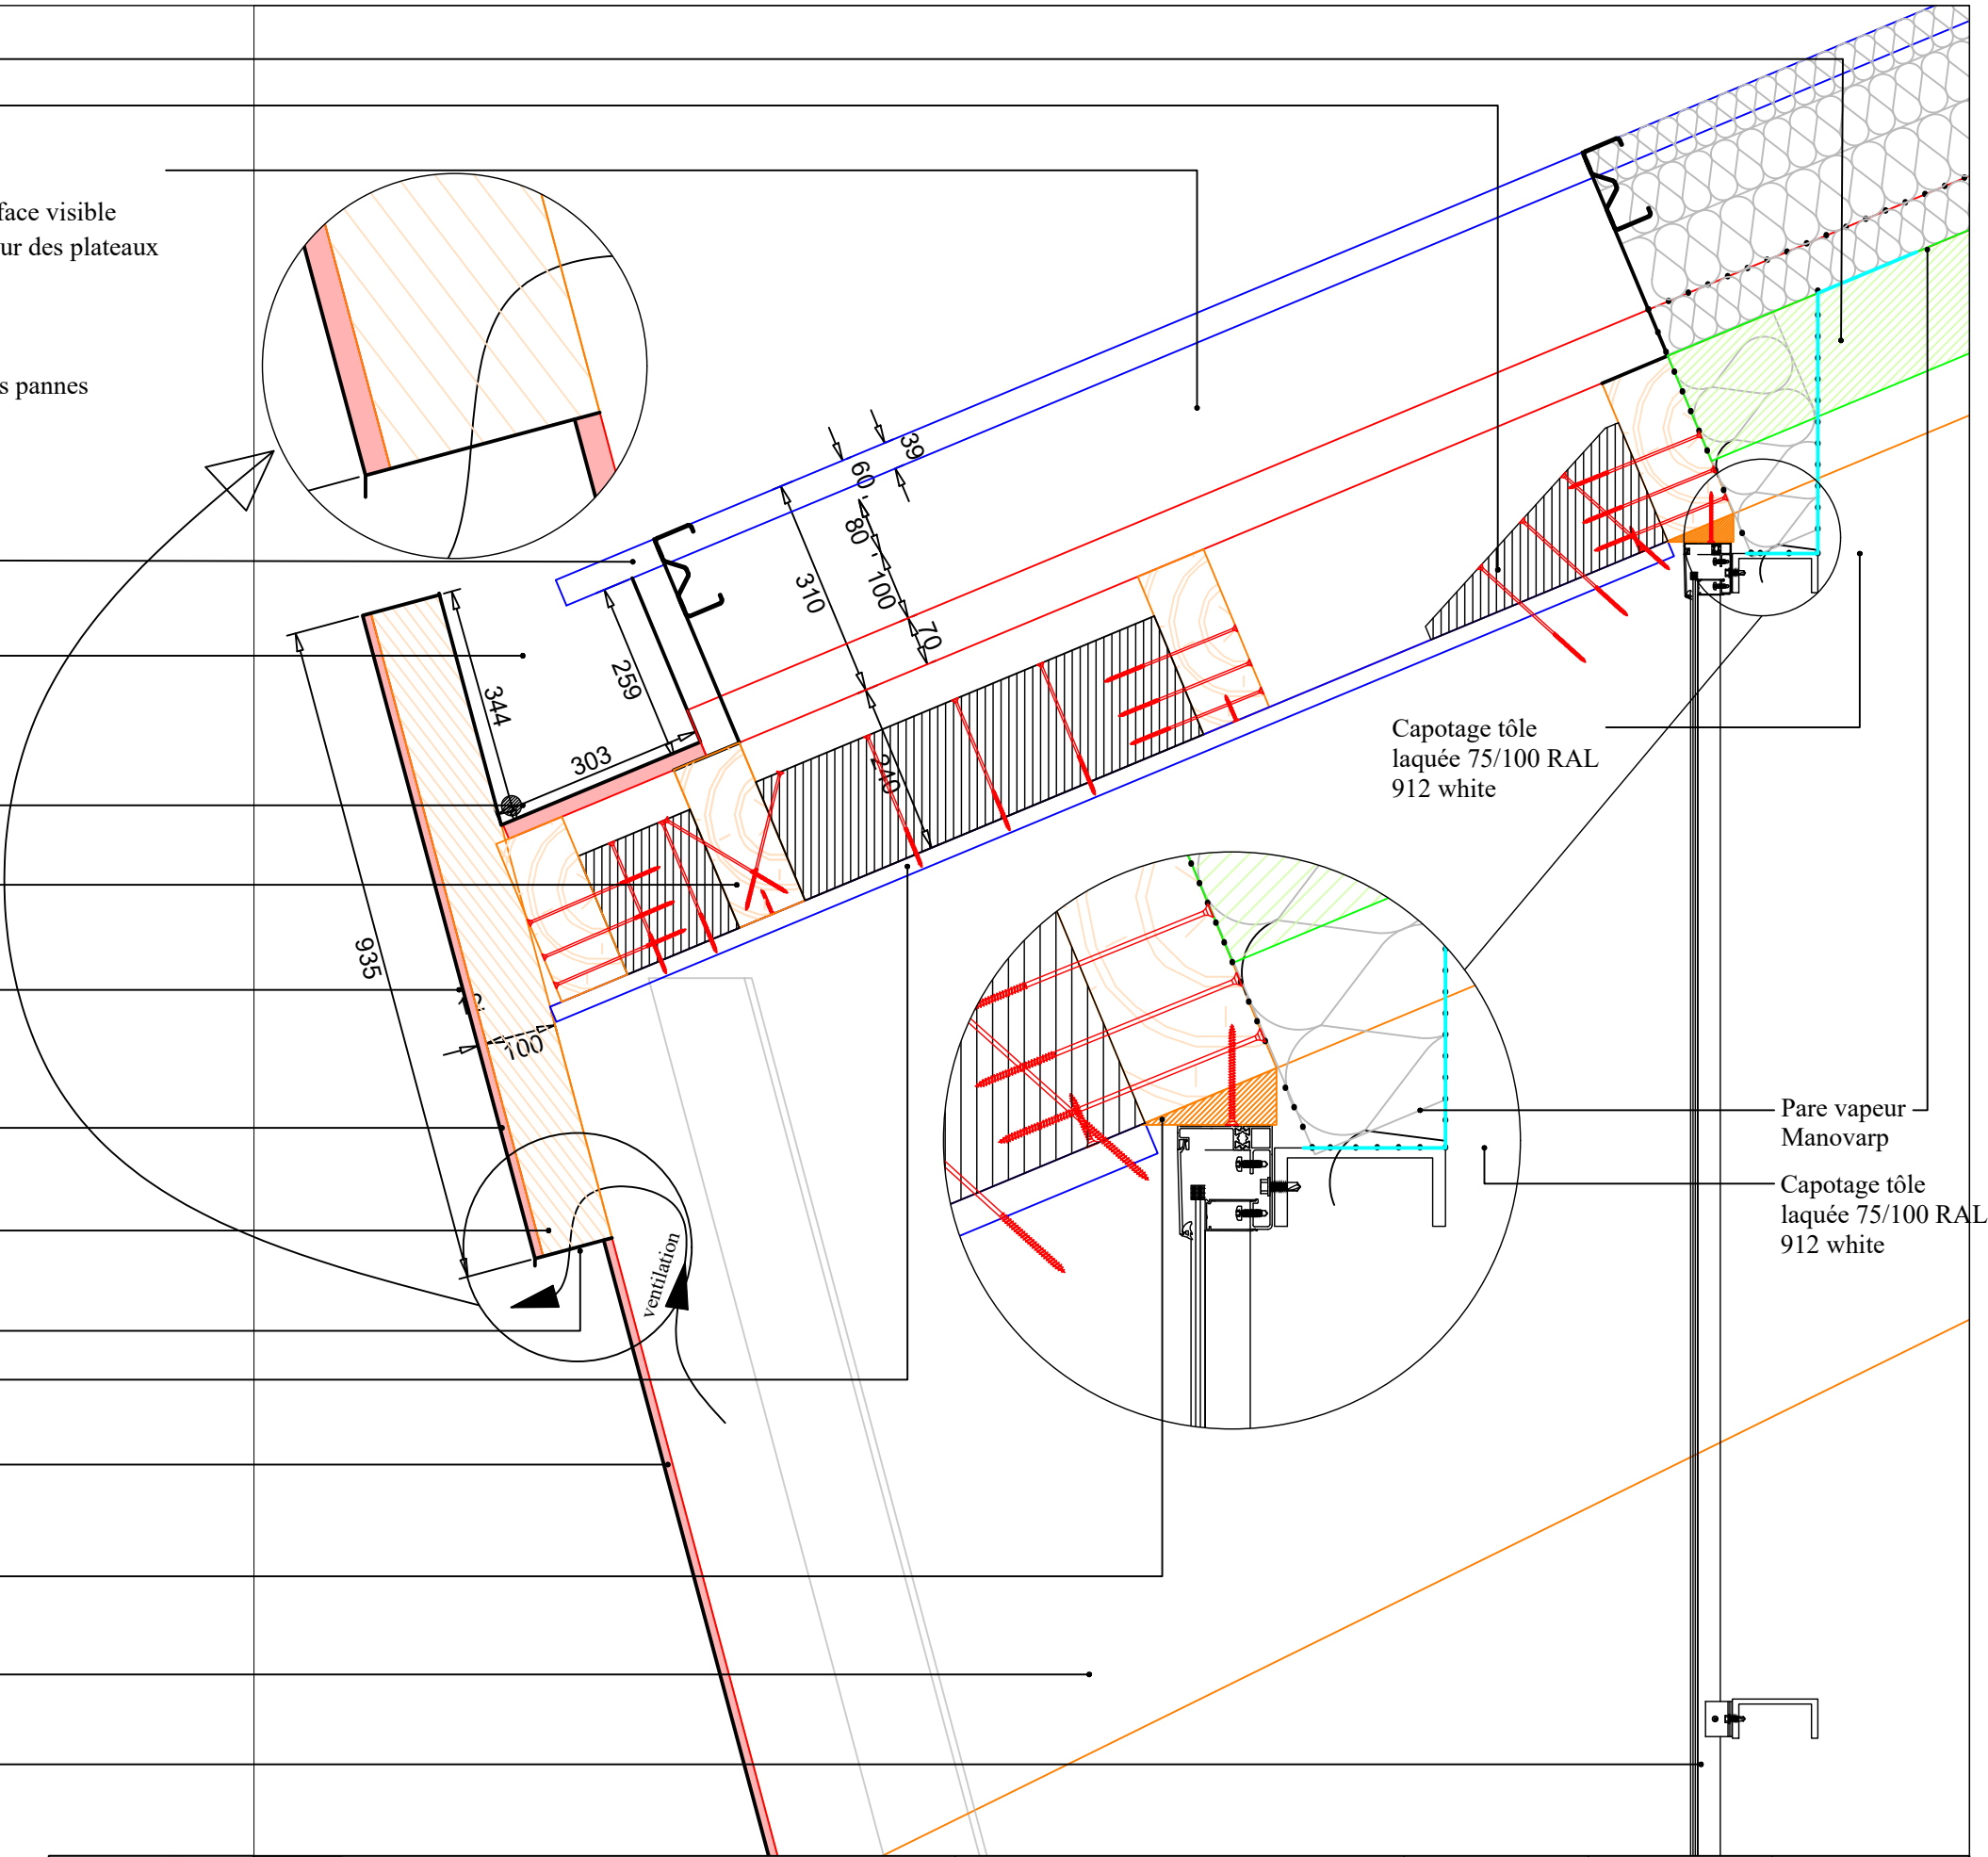 face visible
ur des plateaux
s pannes
39
60
80
100
70
310
259
344
303
240
935
100
Capotage tôle
laquée 75/100 RAL
912 white
ventilation
Pare vapeur
Manovarp
Capotage tôle
laquée 75/100 RAL
912 white